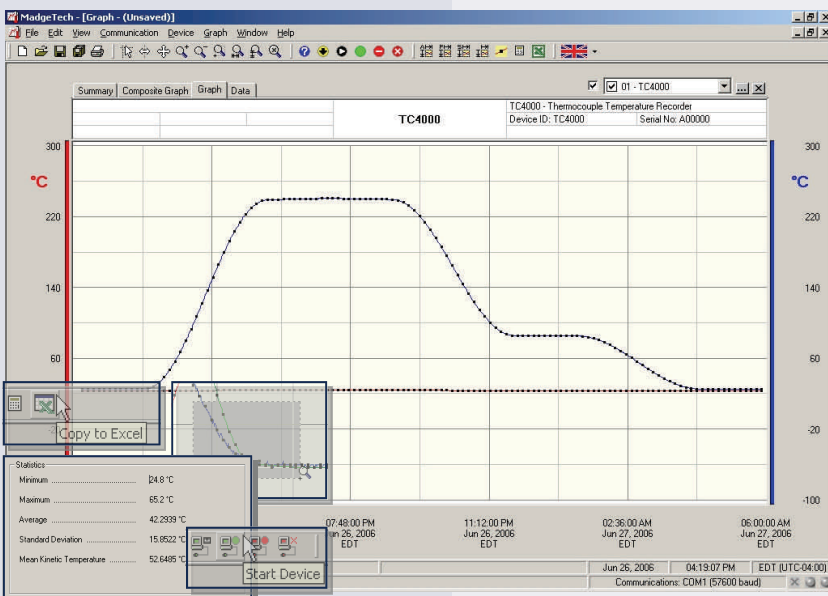 MadgeTech - [Graph - (Unsaved)]
File Edit View Communication Device Graph Window Help
Summary Composite Graph Graph Data
01 - TC4000
TC4000
TC4000 - Thermocouple Temperature Recorder
Device ID: TC4000 Serial No: A00000
300 300
°C °C
220 220
140 140
60 60
-20
-100
Copy to Excel
Statistics
Minimum 24.8 °C
Maximum 65.2 °C
Average 42.2939 °C
Standard Deviation 15.8522 °C
Mean Kinetic Temperature 52.6485 °C
Start Device
07:48:00 PM 11:12:00 PM 02:36:00 AM 06:00:00 AM
Jun 26, 2006 Jun 27, 2006 Jun 27, 2006
EDT EDT EDT EDT
Jun 26, 2006 04:19:07 PM EDT (UTC-04:00)
Communications: COM1 (57600 baud)